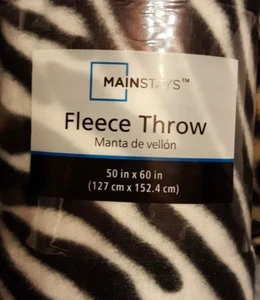 MAINSTAYS™
Fleece Throw
Manta de vellón
50 in x 60 in
(127 cm x 152.4 cm)